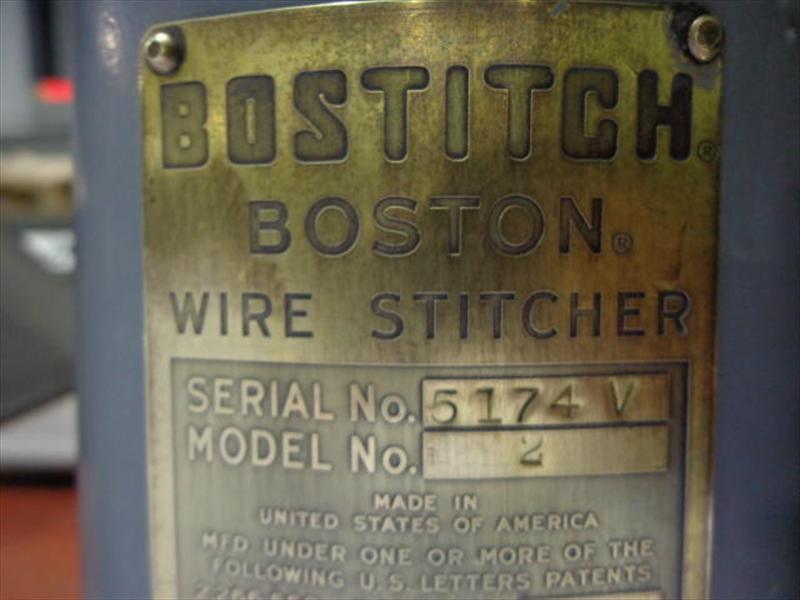 BOSTITCH®
BOSTON®
WIRE STITCHER
SERIAL No. 5174 V
MODEL No. 2
MADE IN
UNITED STATES OF AMERICA
MFD UNDER ONE OR MORE OF THE
FOLLOWING U.S. LETTERS PATENTS